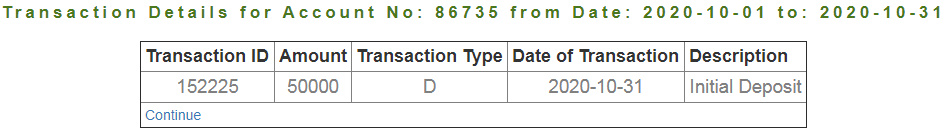 Transaction Details for Account No: 86735 from Date: 2020-10-01 to: 2020-10-31
Transaction ID Amount Transaction Type Date of Transaction Description
152225 50000 D 2020-10-31 Initial Deposit
Continue